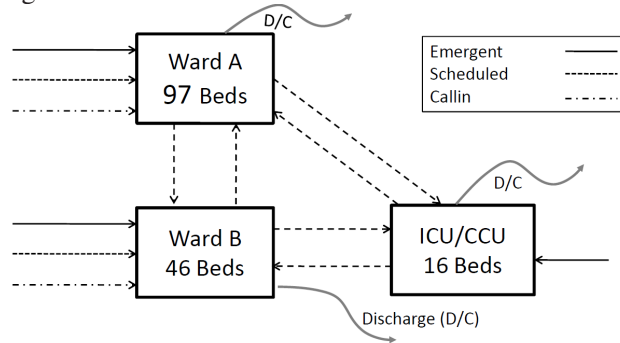 D/C
Ward A
97 Beds
Emergent
Scheduled
Callin
D/C
Ward B
46 Beds
ICU/CCU
16 Beds
Discharge (D/C)